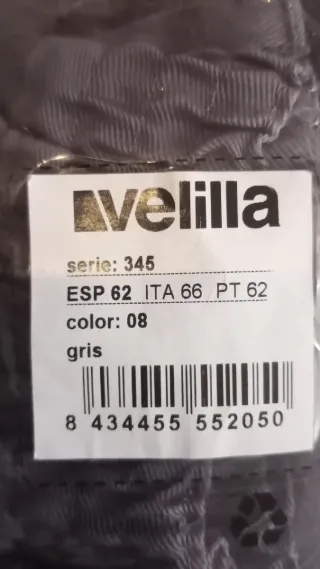 velilla
serie: 345
ESP 62 ITA 66 PT 62
color: 08
gris
8 434455 552050